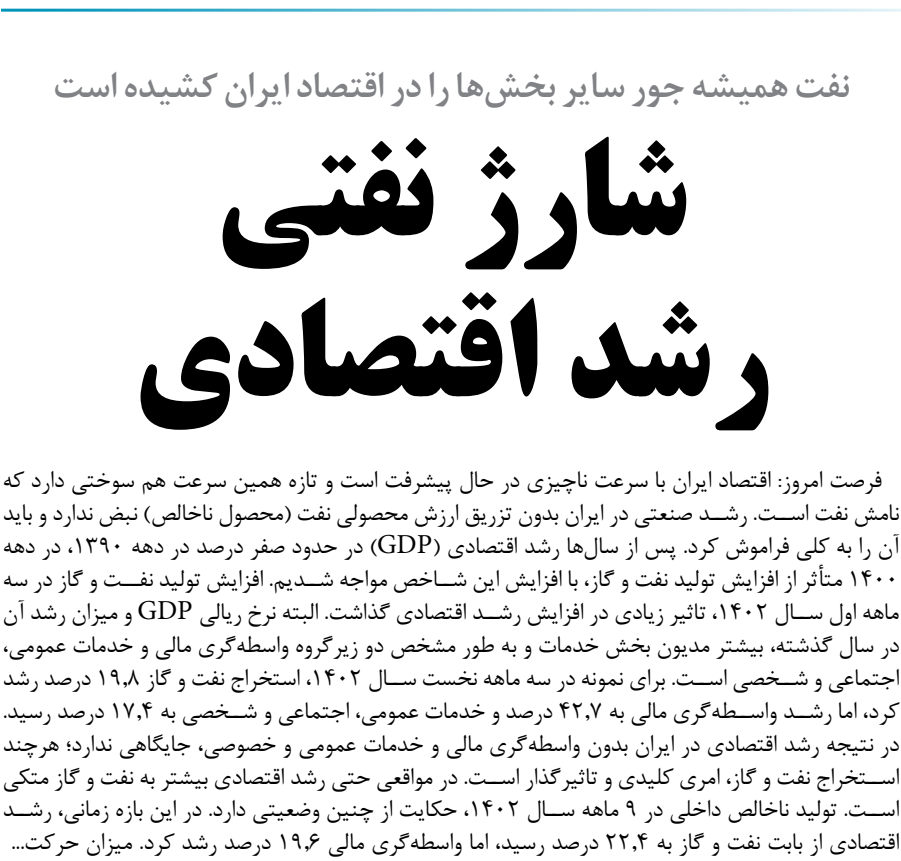 نفت همیشه جور سایر بخش‌ها را در اقتصاد ایران کشیده است
شارژ نفتی
رشد اقتصادی
فرصت امروز: اقتصاد ایران با سرعت ناچیزی در حال پیشرفت است و تازه همین سرعت هم سوختی دارد که
نامش نفت است. رشد صنعتی در ایران بدون تزریق ارزش محصولی نفت (محصول ناخالص) نبض ندارد و باید
آن را به کلی فراموش کرد. پس از سال‌ها رشد اقتصادی (GDP) در حدود صفر درصد در دهه ۱۳۹۰، در دهه
۱۴۰۰ متأثر از افزایش تولید نفت و گاز، با افزایش این شاخص مواجه شدیم. افزایش تولید نفت و گاز در سه
ماهه اول سال ۱۴۰۲، تاثیر زیادی در افزایش رشد اقتصادی گذاشت. البته نرخ ریالی GDP و میزان رشد آن
در سال گذشته، بیشتر مدیون بخش خدمات و به طور مشخص دو زیرگروه واسطه‌گری مالی و خدمات عمومی،
اجتماعی و شخصی است. برای نمونه در سه ماهه نخست سال ۱۴۰۲، استخراج نفت و گاز ۱۹٫۸ درصد رشد
کرد، اما رشد واسطه‌گری مالی به ۴۲٫۷ درصد و خدمات عمومی، اجتماعی و شخصی به ۱۷٫۴ درصد رسید.
در نتیجه رشد اقتصادی در ایران بدون واسطه‌گری مالی و خدمات عمومی و خصوصی، جایگاهی ندارد؛ هرچند
استخراج نفت و گاز، امری کلیدی و تاثیرگذار است. در مواقعی حتی رشد اقتصادی بیشتر به نفت و گاز متکی
است. تولید ناخالص داخلی در ۹ ماهه سال ۱۴۰۲، حکایت از چنین وضعیتی دارد. در این بازه زمانی، رشد
اقتصادی از بابت نفت و گاز به ۲۲٫۴ درصد رسید، اما واسطه‌گری مالی ۱۹٫۶ درصد رشد کرد. میزان حرکت...